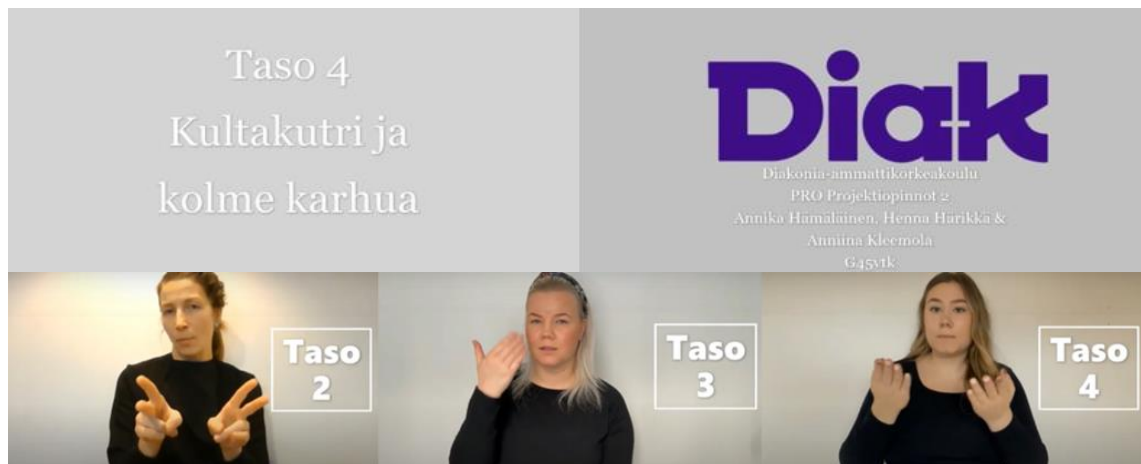 Taso 4
Kultakutri ja
kolme karhua
Diak
Diakonia-ammattikorkeakoulu
PRO Projektiopinnot 2
Annika Hämäläinen, Henna Härikkä &
Anniina Kleemola
G45vtk
Taso
2
Taso
3
Taso
4